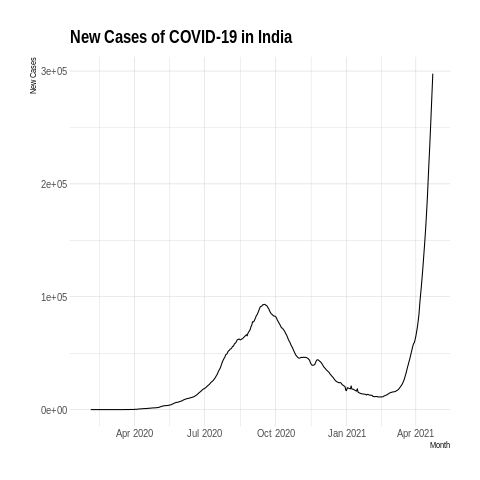 New Cases of COVID-19 in India
New Cases
3e+05
2e+05
1e+05
0e+00
Apr 2020 Jul 2020 Oct 2020 Jan 2021 Apr 2021
Month